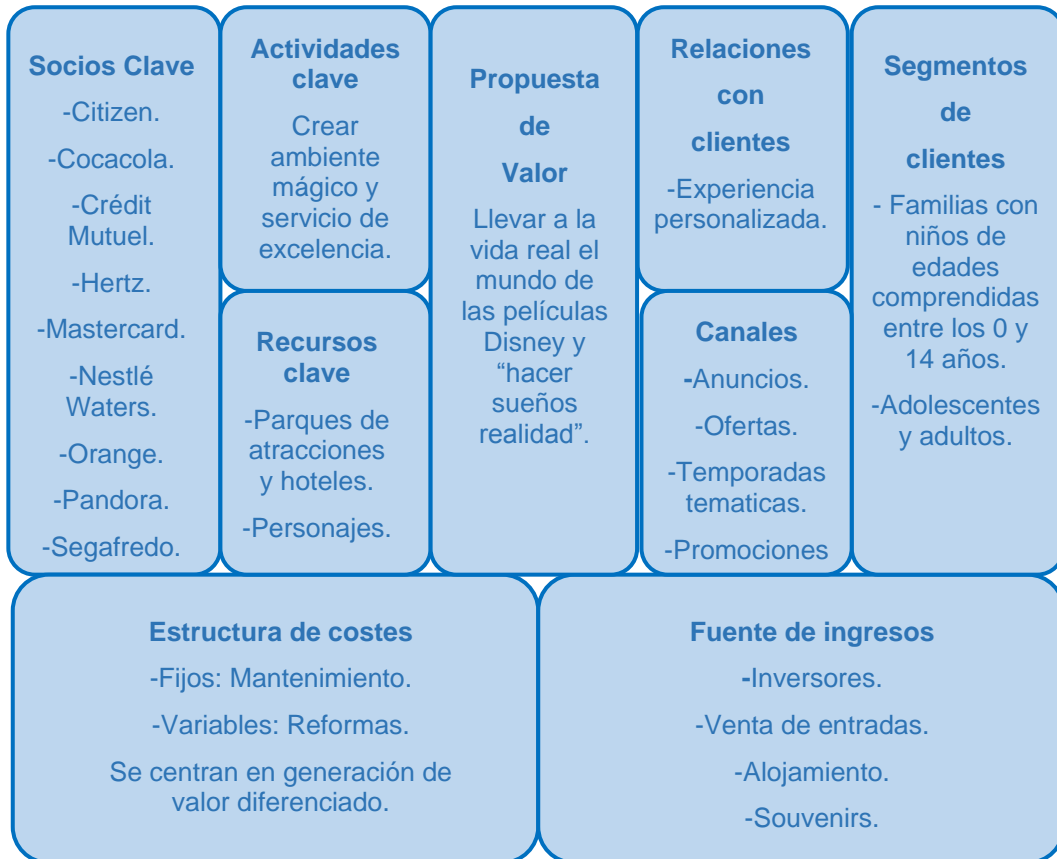 Socios Clave
-Citizen.
-Cocacola.
-Crédit
Mutuel.
-Hertz.
-Mastercard.
-Nestlé
Waters.
-Orange.
-Pandora.
-Segafredo.
Actividades
clave
Crear
ambiente
mágico y
servicio de
excelencia.
Recursos
clave
-Parques de
atracciones
y hoteles.
-Personajes.
Propuesta
de
Valor
Llevar a la
vida real el
mundo de
las películas
Disney y
“hacer
sueños
realidad”.
Relaciones
con
clientes
-Experiencia
personalizada.
Canales
-Anuncios.
-Ofertas.
-Temporadas
tematicas.
-Promociones
Segmentos
de
clientes
- Familias con
niños de
edades
comprendidas
entre los 0 y
14 años.
-Adolescentes
y adultos.
Estructura de costes
-Fijos: Mantenimiento.
-Variables: Reformas.
Se centran en generación de
valor diferenciado.
Fuente de ingresos
-Inversores.
-Venta de entradas.
-Alojamiento.
-Souvenirs.